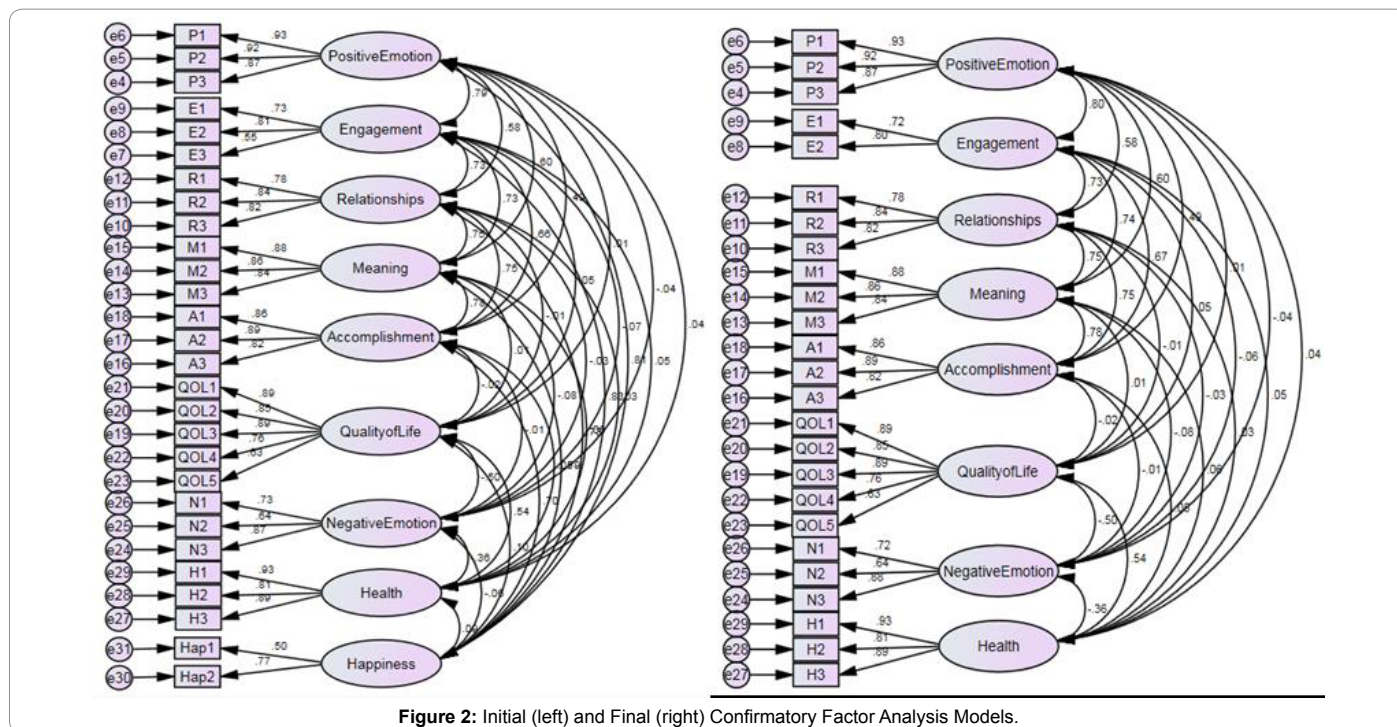 e6 P1 .93
e5 P2 .92 PositiveEmotion
e4 P3 .87
e9 E1 .73 .79
e8 E2 .81 Engagement .58
e7 E3 .55 .60
e12 R1 .78 .73
e11 R2 .84 Relationships .73 .01
e10 R3 .82 .66
e15 M1 .88 .75 -.04
e14 M2 .86 Meaning .75 .05 -.07 .04
e13 M3 .84 .78 -.01 .81 .05
e18 A1 .86
e17 A2 .89 Accomplishment .01 -.03
e16 A3 .82 -.02 -.08
e21 QOL1 .89
e20 QOL2 .85 -.01
e19 QOL3 .89 QualityofLife
e22 QOL4 .76
e23 QOL5 .63 -.50
e26 N1 .73 .54 .70
e25 N2 .64 NegativeEmotion
e24 N3 .87 .10
e29 H1 .93
e28 H2 .81 Health -.06
e27 H3 .89
e31 Hap1 .50
e30 Hap2 .77 Happiness
e6 P1 .93
e5 P2 .92 PositiveEmotion
e4 P3 .87
e9 E1 .72 .80
e8 E2 .80 Engagement .58
.60
e12 R1 .78 .73
e11 R2 .84 Relationships .74 .49 .01
e10 R3 .82 .75 .67
e15 M1 .88 -.04
e14 M2 .86 Meaning .75 .05 -.06 .04
e13 M3 .84 .78 -.01 .05
e18 A1 .86
e17 A2 .89 Accomplishment .01 -.03
e16 A3 .82 -.02 -.08 .03
e21 QOL1 .89
e20 QOL2 .85 -.01 .06
e19 QOL3 .89 QualityofLife
e22 QOL4 .76
e23 QOL5 .63 -.50
e26 N1 .72 .54
e25 N2 .64 NegativeEmotion
e24 N3 .88
e29 H1 .93 -.36
e28 H2 .81 Health
e27 H3 .89
Figure 2: Initial (left) and Final (right) Confirmatory Factor Analysis Models.